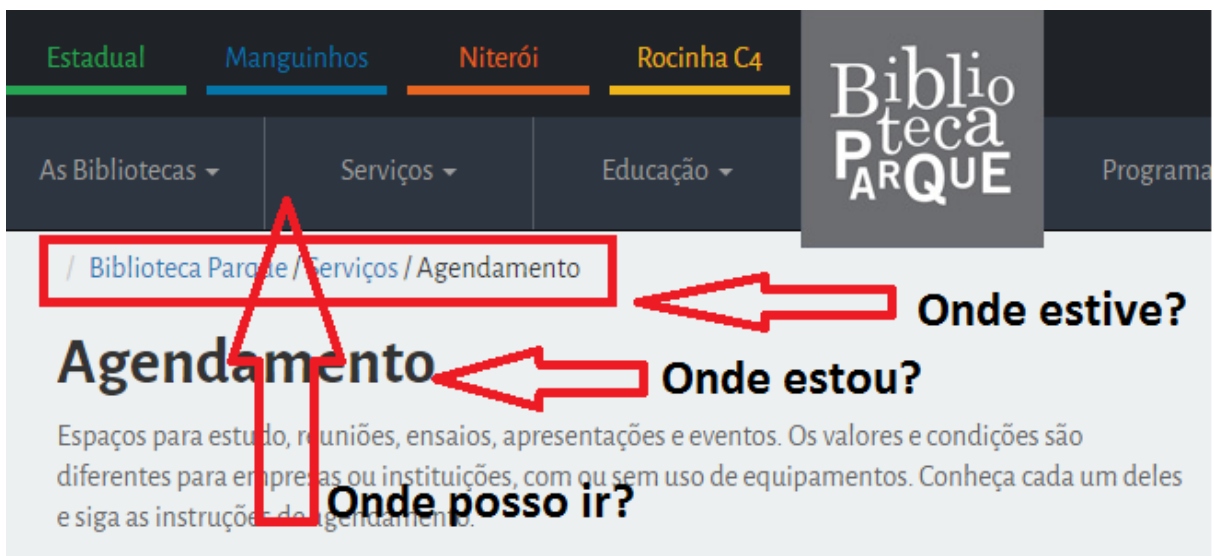 Estadual Manguinhos Niterói Rocinha C4
Biblio
teca
PARQUE
As Bibliotecas Serviços Educação Programa
/ Biblioteca Parque / Serviços / Agendamento
Onde estive?
Agendamento
Onde estou?
Espaços para estudo, reuniões, ensaios, apresentações e eventos. Os valores e condições são
diferentes para empresas ou instituições, com ou sem uso de equipamentos. Conheça cada um deles
e siga as instruções de agendamento.
Onde posso ir?